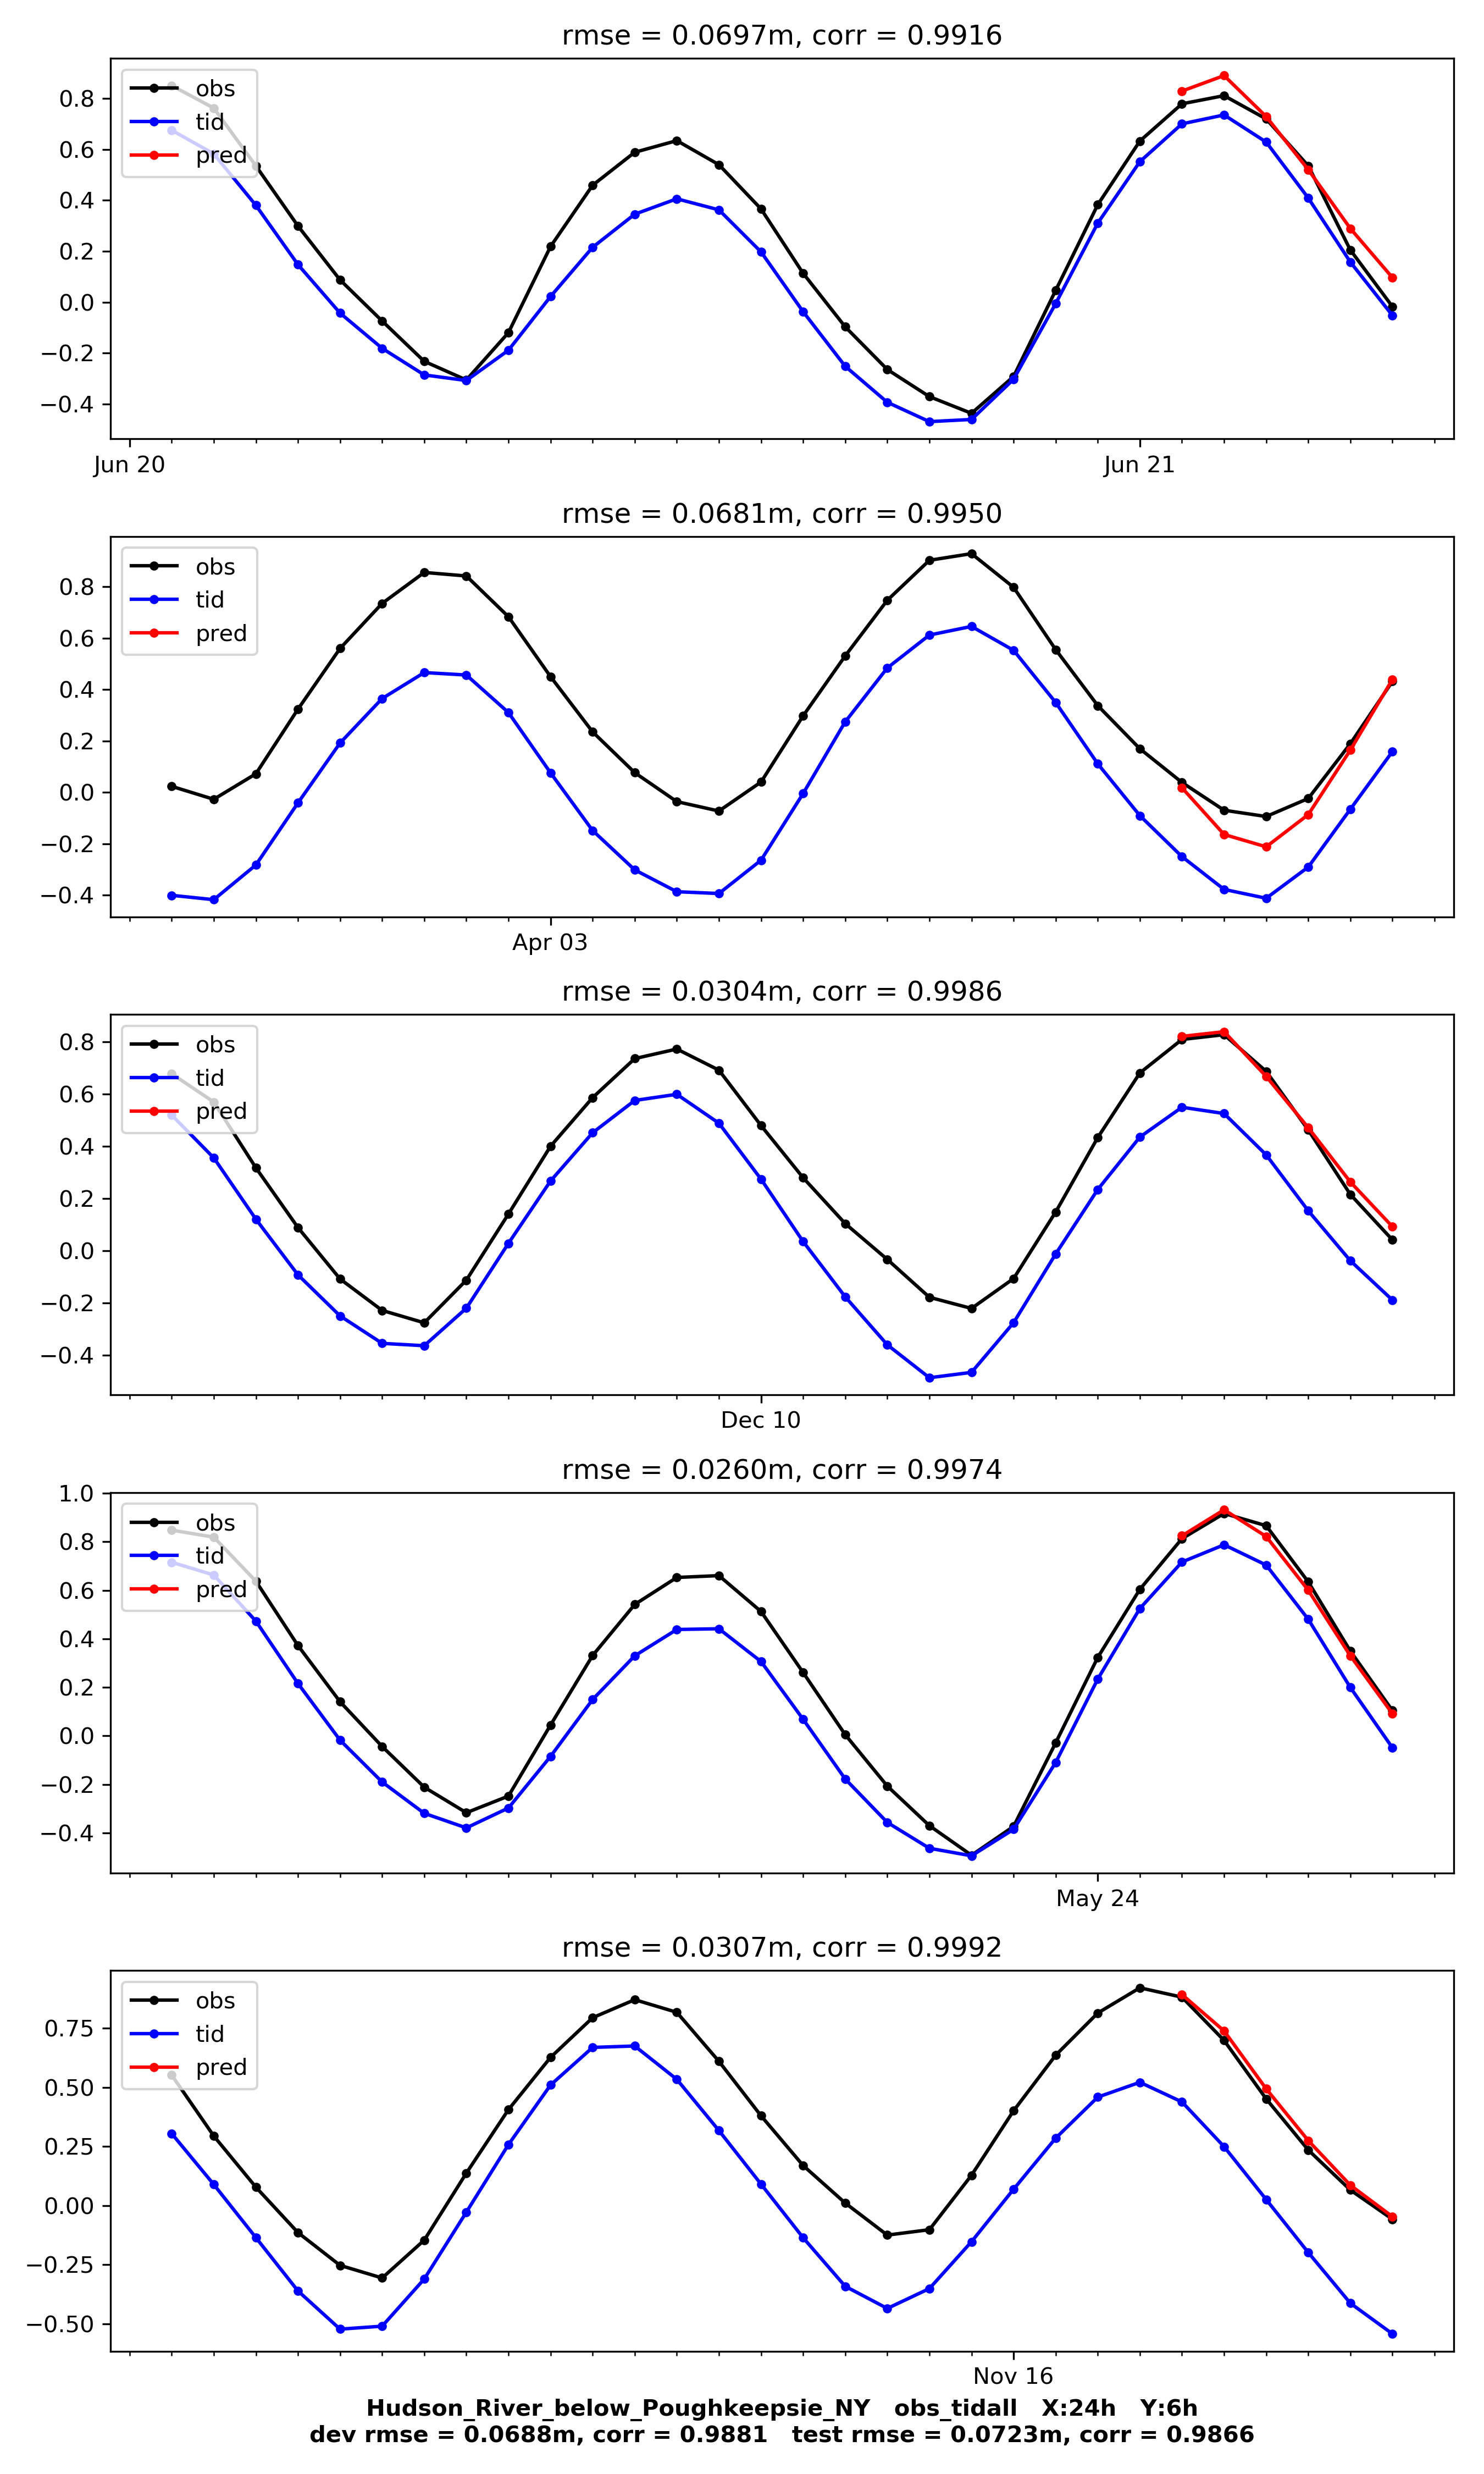 rmse = 0.0697m, corr = 0.9916
obs
tid
pred
0.8
0.6
0.4
0.2
0.0
−0.2
−0.4
Jun 20 Jun 21
rmse = 0.0681m, corr = 0.9950
obs
tid
pred
0.8
0.6
0.4
0.2
0.0
−0.2
−0.4
Apr 03
rmse = 0.0304m, corr = 0.9986
obs
tid
pred
0.8
0.6
0.4
0.2
0.0
−0.2
−0.4
Dec 10
rmse = 0.0260m, corr = 0.9974
obs
tid
pred
1.0
0.8
0.6
0.4
0.2
0.0
−0.2
−0.4
May 24
rmse = 0.0307m, corr = 0.9992
obs
tid
pred
0.75
0.50
0.25
0.00
−0.25
−0.50
Nov 16
Hudson_River_below_Poughkeepsie_NY obs_tidall X:24h Y:6h
dev rmse = 0.0688m, corr = 0.9881 test rmse = 0.0723m, corr = 0.9866